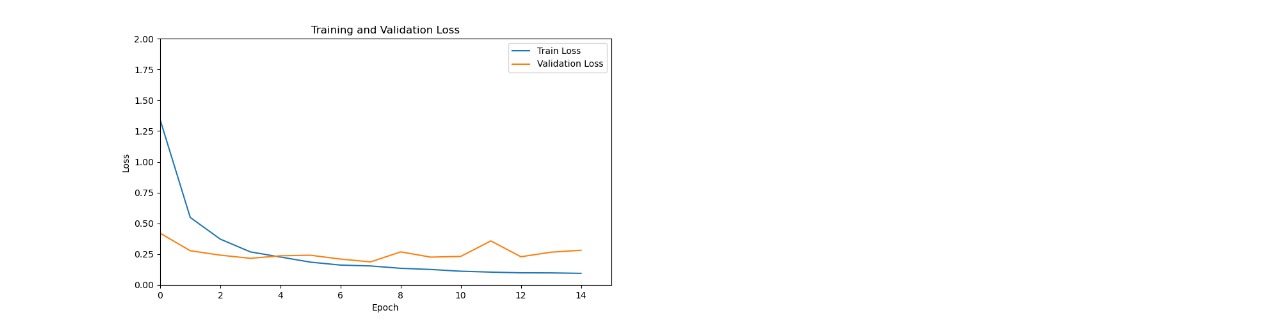 Training and Validation Loss
2.00
1.75
1.50
1.25
1.00
0.75
0.50
0.25
0.00
Loss
Train Loss
Validation Loss
0 2 4 6 8 10 12 14
Epoch